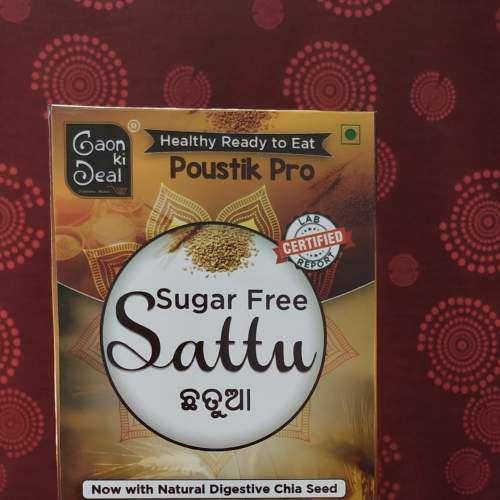 Gaon
ki
Deal
®
Healthy Ready to Eat
Poustik Pro
LAB
CERTIFIED
REPORT
Sugar Free
Sattu
ଛତୁଆ
Now with Natural Digestive Chia Seed